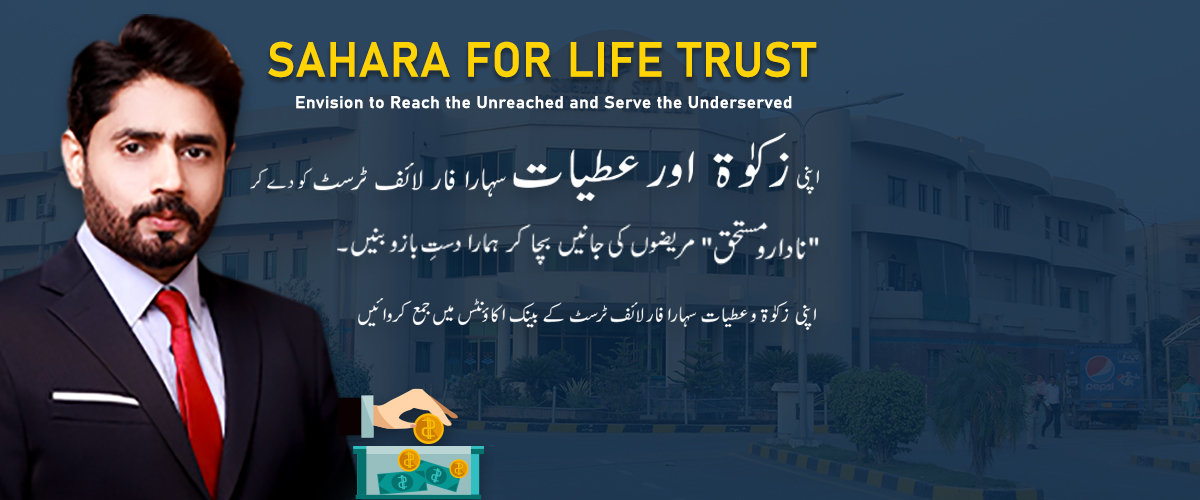 SAHARA FOR LIFE TRUST
Envision to Reach the Unreached and Serve the Underserved
اپنی زکوٰۃ اور عطیات سہارا فار لائف ٹرسٹ کو دے کر
"نادار و مستحق" مریضوں کی جانیں بچا کر ہمارا دستِ بازو بنیں۔
اپنی زکوٰۃ و عطیات سہارا فار لائف ٹرسٹ کے بینک اکاؤنٹس میں جمع کروائیں
pepsi